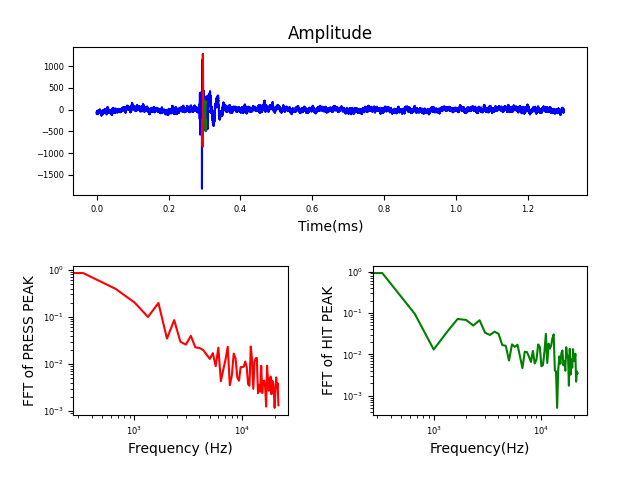 Amplitude
1000
500
0
−500
−1000
−1500
0.0 0.2 0.4 0.6 0.8 1.0 1.2
Time(ms)
FFT of PRESS PEAK
10⁰
10⁻¹
10⁻²
10⁻³
10³ 10⁴
Frequency (Hz)
FFT of HIT PEAK
10⁰
10⁻¹
10⁻²
10⁻³
10³ 10⁴
Frequency(Hz)